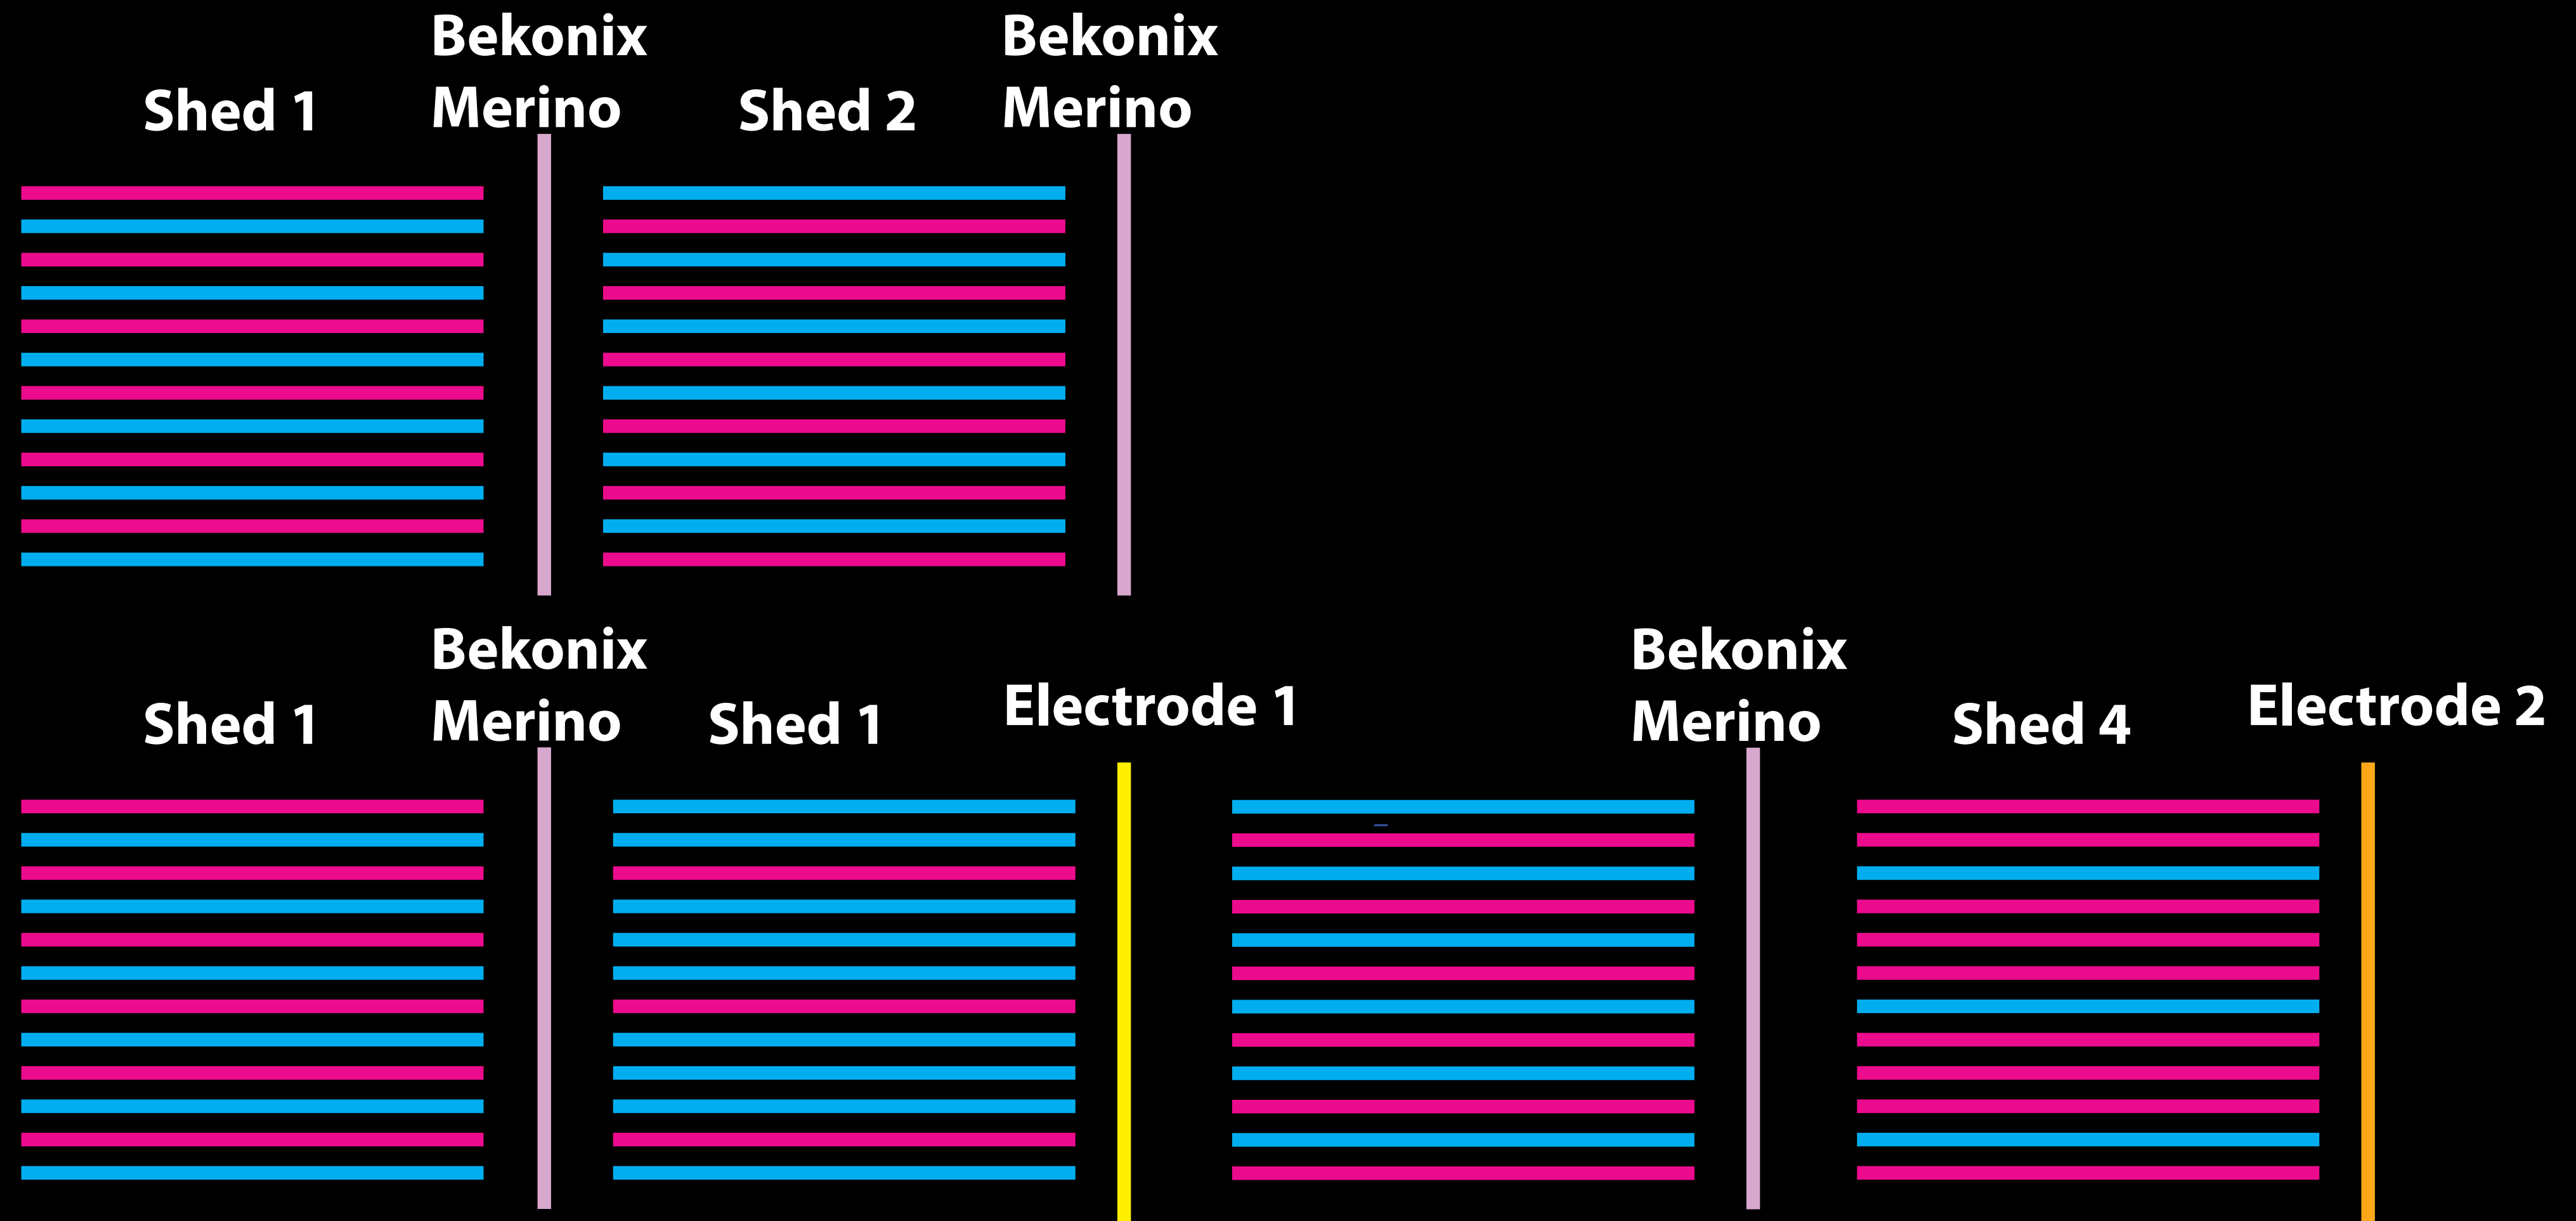 Bekonix
Merino
Bekonix
Merino
Shed 1
Shed 2
Bekonix
Merino
Bekonix
Merino
Shed 1
Shed 1
Electrode 1
Shed 4
Electrode 2